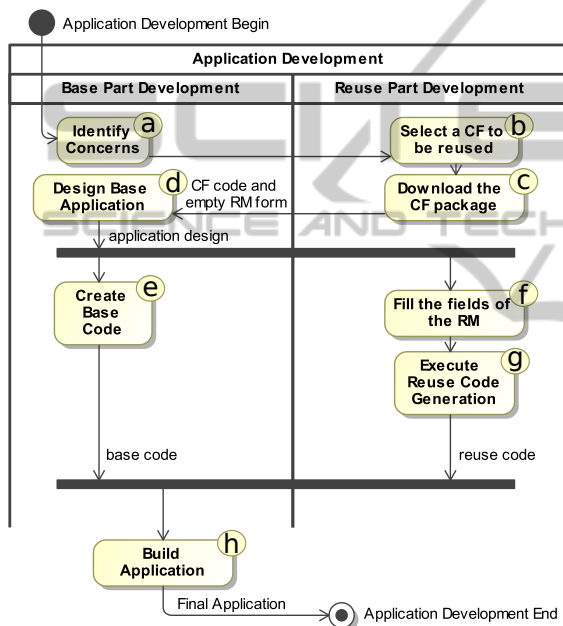 Application Development Begin
Application Development
Base Part Development
Reuse Part Development
a
Identify
Concerns
b
Select a CF to
be reused
c
Download the
CF package
CF code and
empty RM form
d
Design Base
Application
application design
SCIENCE AND TECH
e
Create
Base
Code
f
Fill the fields of
the RM
g
Execute
Reuse Code
Generation
base code
reuse code
h
Build
Application
Final Application
Application Development End